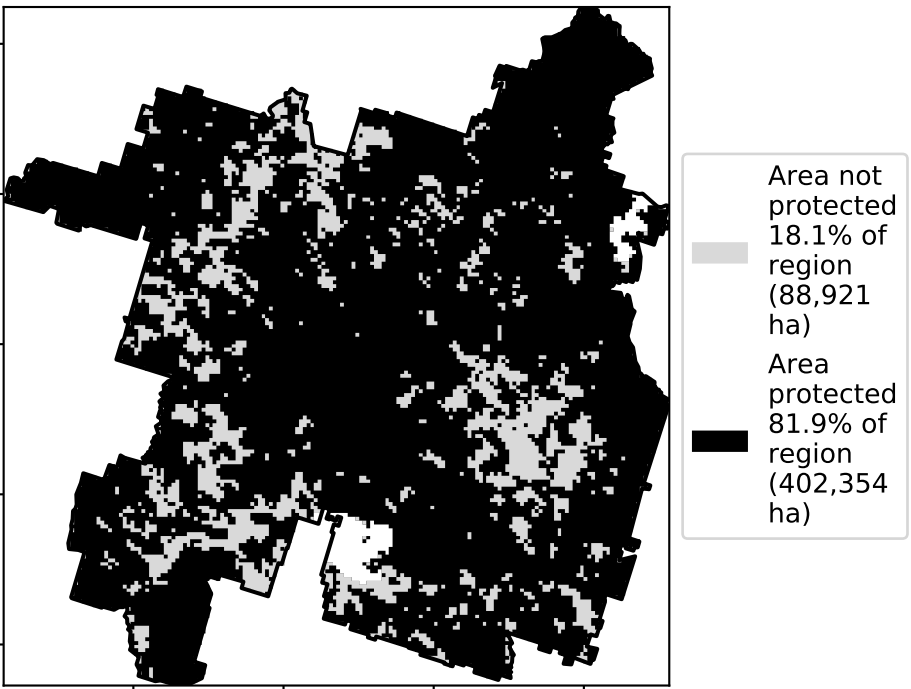 Area not
protected
18.1% of
region
(88,921
ha)
Area
protected
81.9% of
region
(402,354
ha)